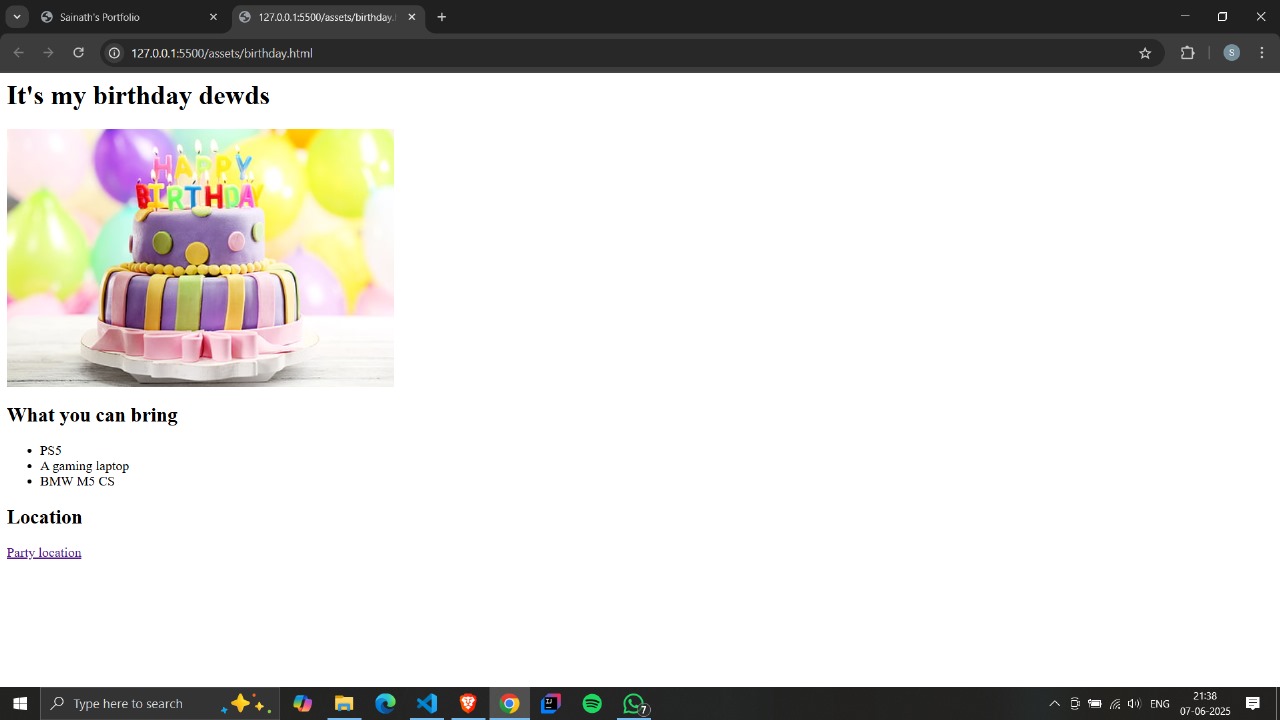 Sainath's Portfolio
127.0.0.1:5500/assets/birthday.
127.0.0.1:5500/assets/birthday.html
S
It's my birthday dewds
HAPPY
BIRTHDAY
What you can bring
PS5
A gaming laptop
BMW M5 CS
Location
Party location
Type here to search
IJ
7
ENG
21:38
07-06-2025